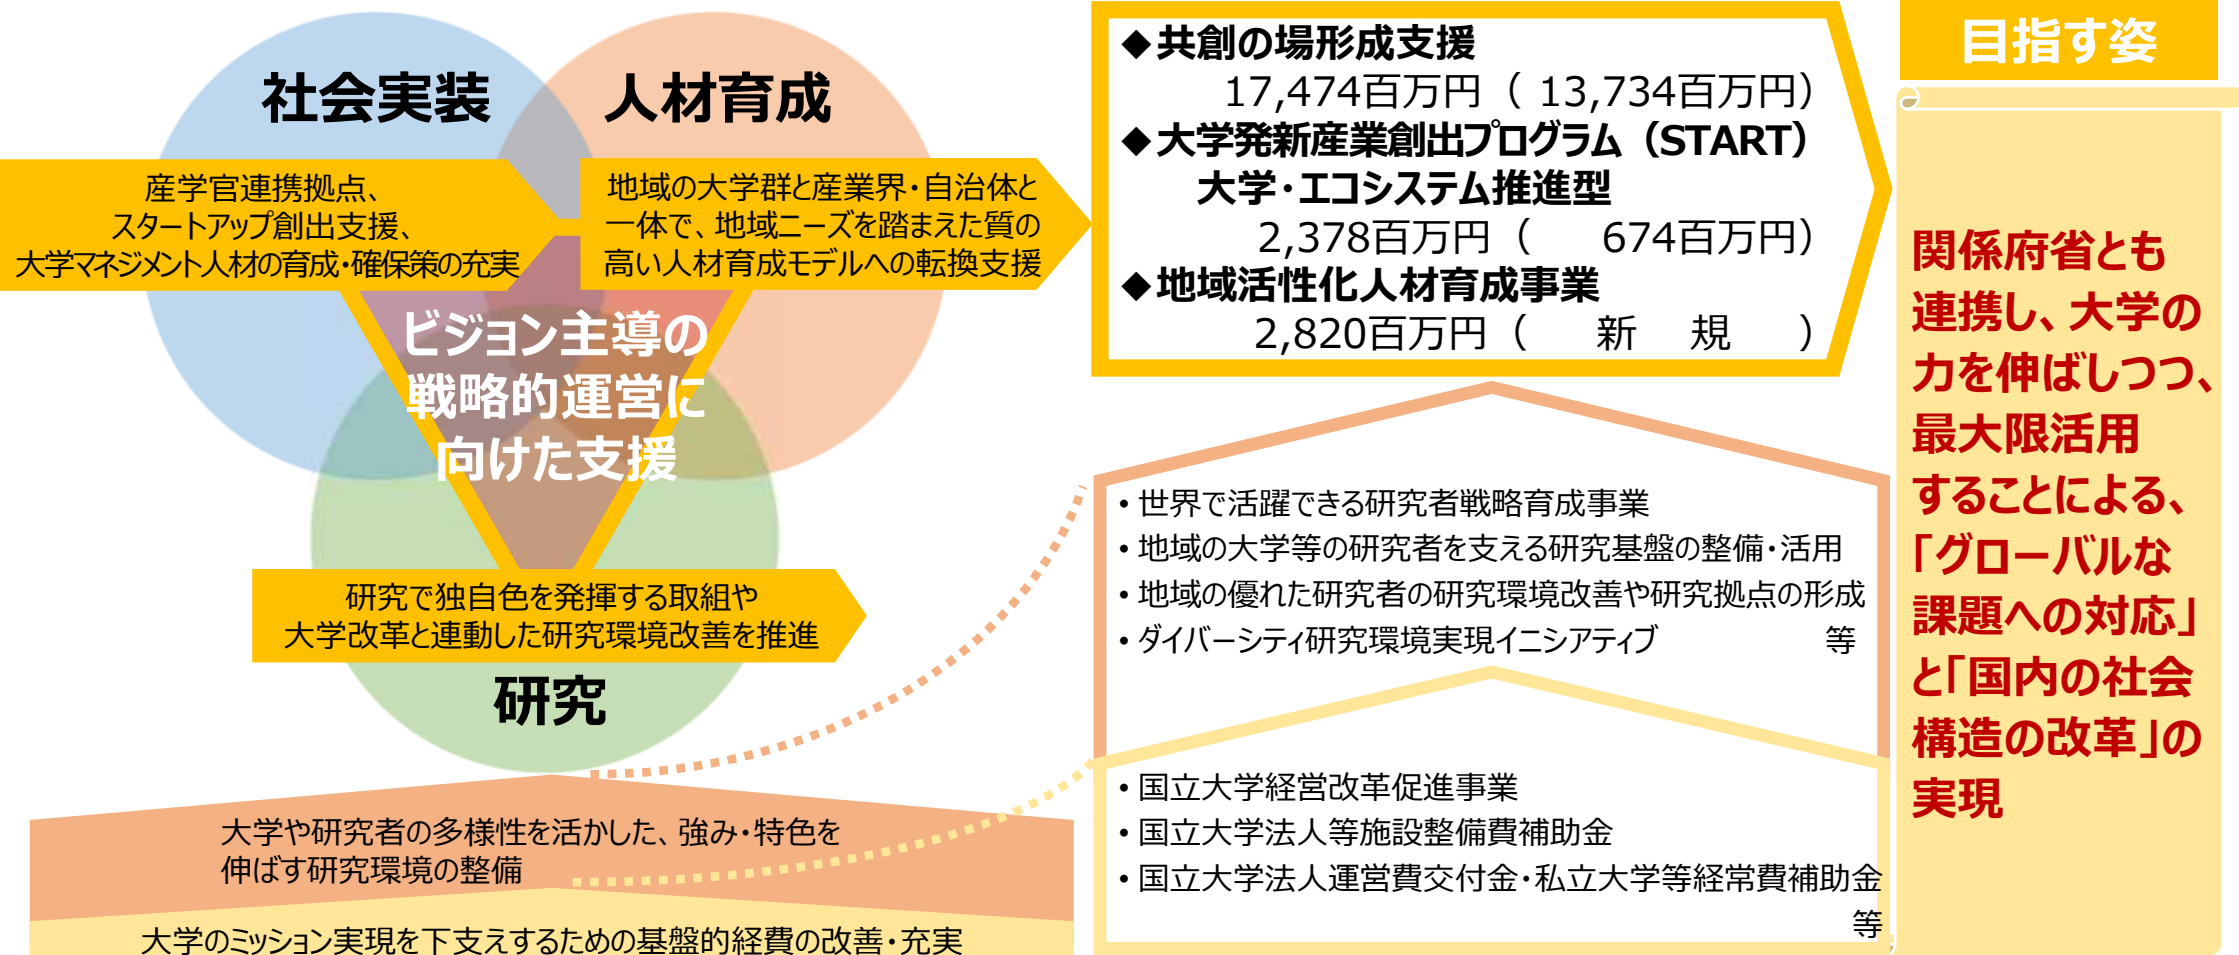 社会実装
人材育成
産学官連携拠点、
スタートアップ創出支援、
大学マネジメント人材の育成・確保策の充実
地域の大学群と産業界・自治体と
一体で、地域ニーズを踏まえた質の
高い人材育成モデルへの転換支援
ビジョン主導の
戦略的運営に
向けた支援
研究で独自色を発揮する取組や
大学改革と連動した研究環境改善を推進
研究
大学や研究者の多様性を活かした、強み・特色を
伸ばす研究環境の整備
大学のミッション実現を下支えするための基盤的経費の改善・充実
◆共創の場形成支援
17,474百万円（ 13,734百万円）
◆大学発新産業創出プログラム（START）
大学・エコシステム推進型
2,378百万円（ 674百万円）
◆地域活性化人材育成事業
2,820百万円（ 新 規 ）
・世界で活躍できる研究者戦略育成事業
・地域の大学等の研究者を支える研究基盤の整備・活用
・地域の優れた研究者の研究環境改善や研究拠点の形成
・ダイバーシティ研究環境実現イニシアティブ 等
・国立大学経営改革促進事業
・国立大学法人等施設整備費補助金
・国立大学法人運営費交付金・私立大学等経常費補助金
等
目指す姿
関係府省とも
連携し、大学の
力を伸ばしつつ、
最大限活用
することによる、
「グローバルな
課題への対応」
と「国内の社会
構造の改革」の
実現